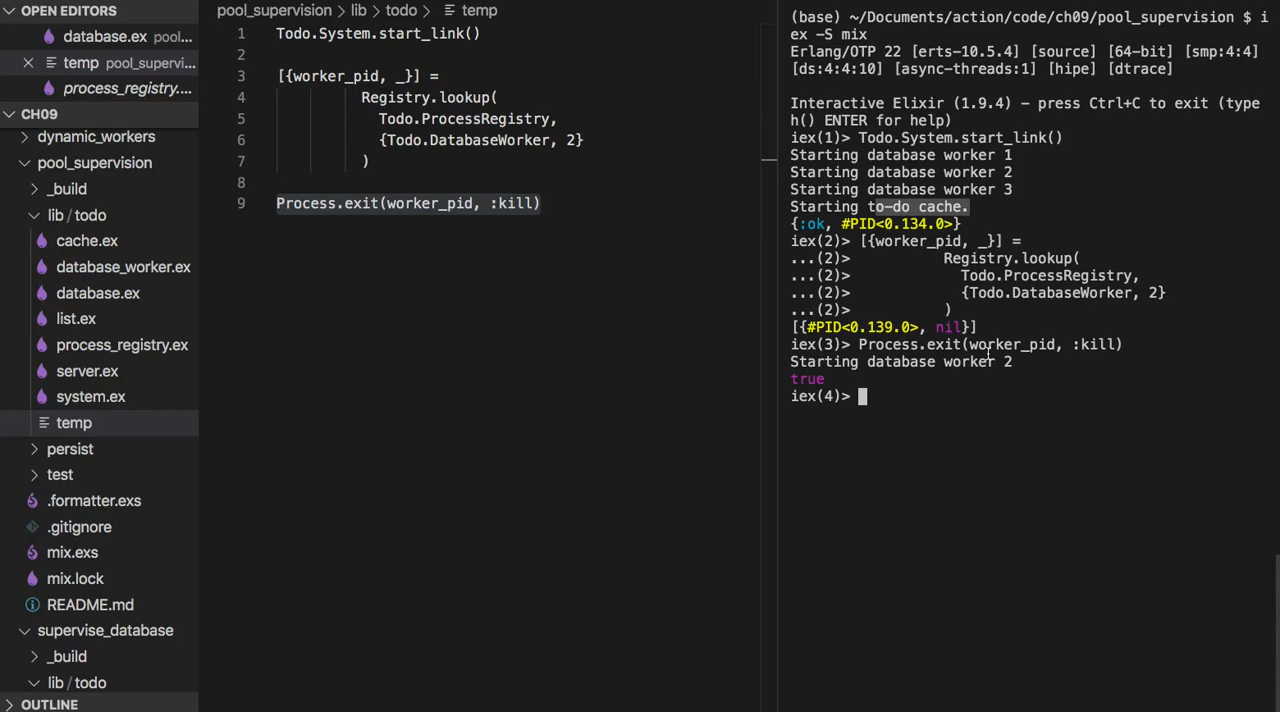 OPEN EDITORS
database.ex pool...
temp pool_supervi...
process_registry....
CH09
dynamic_workers
pool_supervision
_build
lib / todo
cache.ex
database_worker.ex
database.ex
list.ex
process_registry.ex
server.ex
system.ex
temp
persist
test
.formatter.exs
.gitignore
mix.exs
mix.lock
README.md
supervise_database
_build
lib / todo
OUTLINE
pool_supervision > lib > todo > temp
1 Todo.System.start_link()
2
3 [{worker_pid, _}] =
4 Registry.lookup(
5 Todo.ProcessRegistry,
6 {Todo.DatabaseWorker, 2}
7 )
8
9 Process.exit(worker_pid, :kill)
(base) ~/Documents/action/code/ch09/pool_supervision $ i
ex -S mix
Erlang/OTP 22 [erts-10.5.4] [source] [64-bit] [smp:4:4]
[ds:4:4:10] [async-threads:1] [hipe] [dtrace]
Interactive Elixir (1.9.4) - press Ctrl+C to exit (type
h() ENTER for help)
iex(1)> Todo.System.start_link()
Starting database worker 1
Starting database worker 2
Starting database worker 3
Starting to-do cache.
{:ok, #PID<0.134.0>}
iex(2)> [{worker_pid, _}] =
...(2)> Registry.lookup(
...(2)> Todo.ProcessRegistry,
...(2)> {Todo.DatabaseWorker, 2}
...(2)> )
[{#PID<0.139.0>, nil}]
iex(3)> Process.exit(worker_pid, :kill)
Starting database worker 2
true
iex(4)>